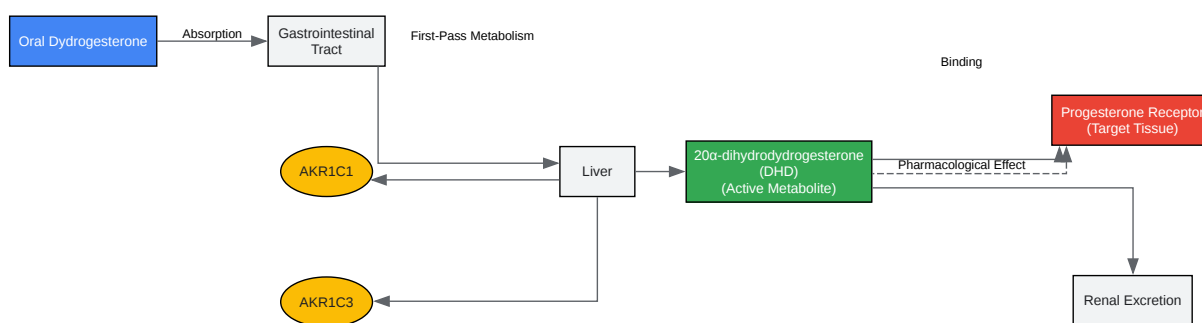 Oral Dydrogesterone
Absorption
Gastrointestinal
Tract
First-Pass Metabolism
Binding
Progesterone Receptor
(Target Tissue)
AKR1C1
Liver
20α-dihydrodydrogesterone
(DHD)
(Active Metabolite)
Pharmacological Effect
AKR1C3
Renal Excretion